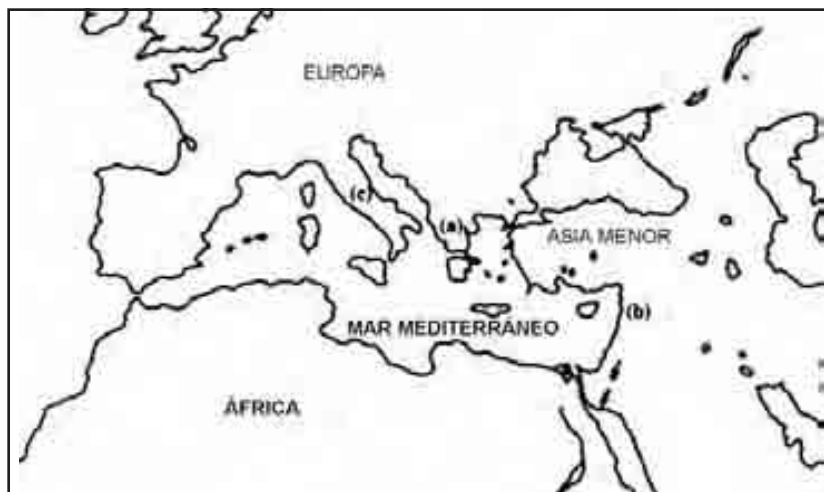 EUROPA
(c)
(a)
ASIA MENOR
(b)
MAR MEDITERRÁNEO
ÁFRICA